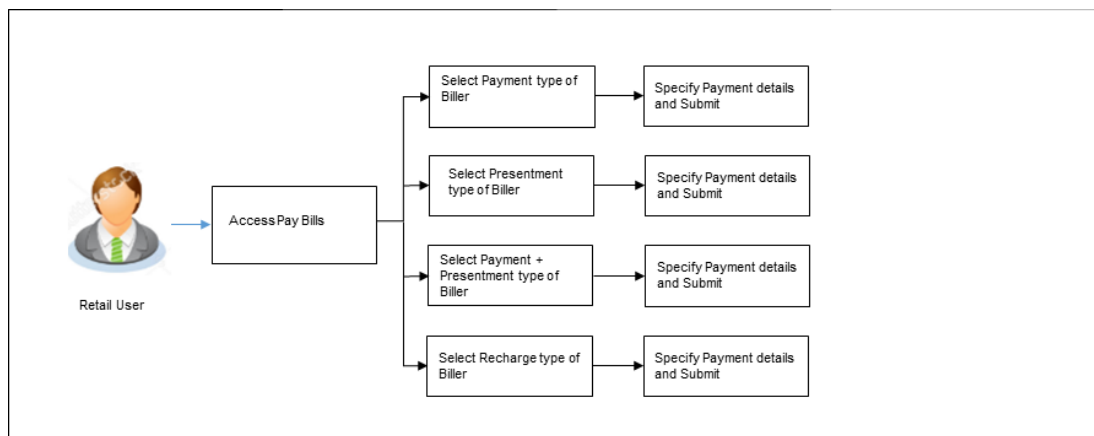 Select Payment type of
Biller
Specify Payment details
and Submit
Select Presentment
type of Biller
Specify Payment details
and Submit
AccessPay Bills
Select Payment +
Presentment type of
Biller
Specify Payment details
and Submit
Retail User
Select Recharge type of
Biller
Specify Payment details
and Submit